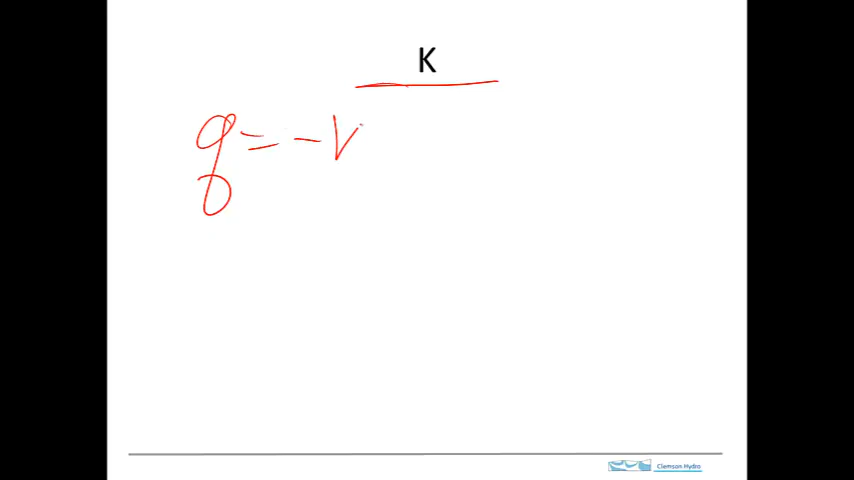 K
q = -
Clemson Hydro